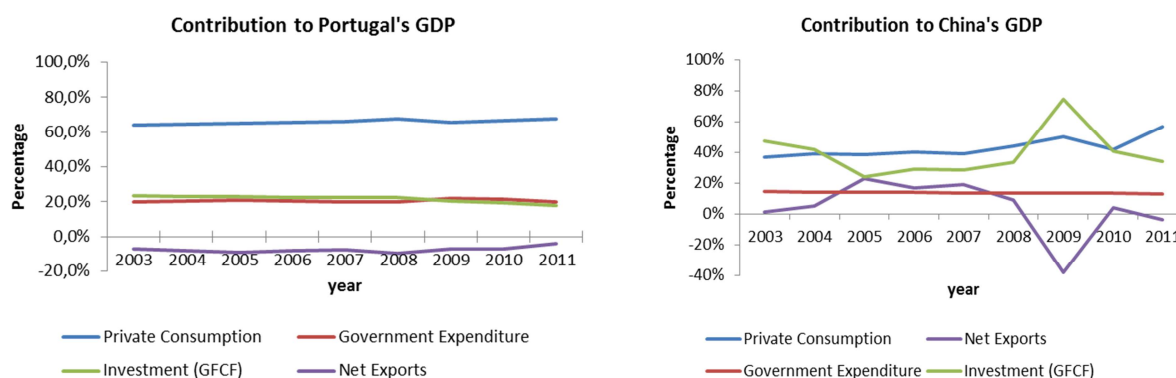 Contribution to Portugal's GDP
100,0%
80,0%
60,0%
40,0%
20,0%
0,0%
-20,0%
Percentage
2003 2004 2005 2006 2007 2008 2009 2010 2011
year
Private Consumption Government Expenditure
Investment (GFCF) Net Exports
Contribution to China's GDP
100%
80%
60%
40%
20%
0%
-20%
-40%
Percentage
2003 2004 2005 2006 2007 2008 2009 2010 2011
year
Private Consumption Net Exports
Government Expenditure Investment (GFCF)